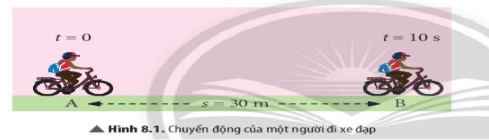 t = 0 t = 10 s
A s = 30 m B
▲ Hình 8.1. Chuyển động của một người đi xe đạp